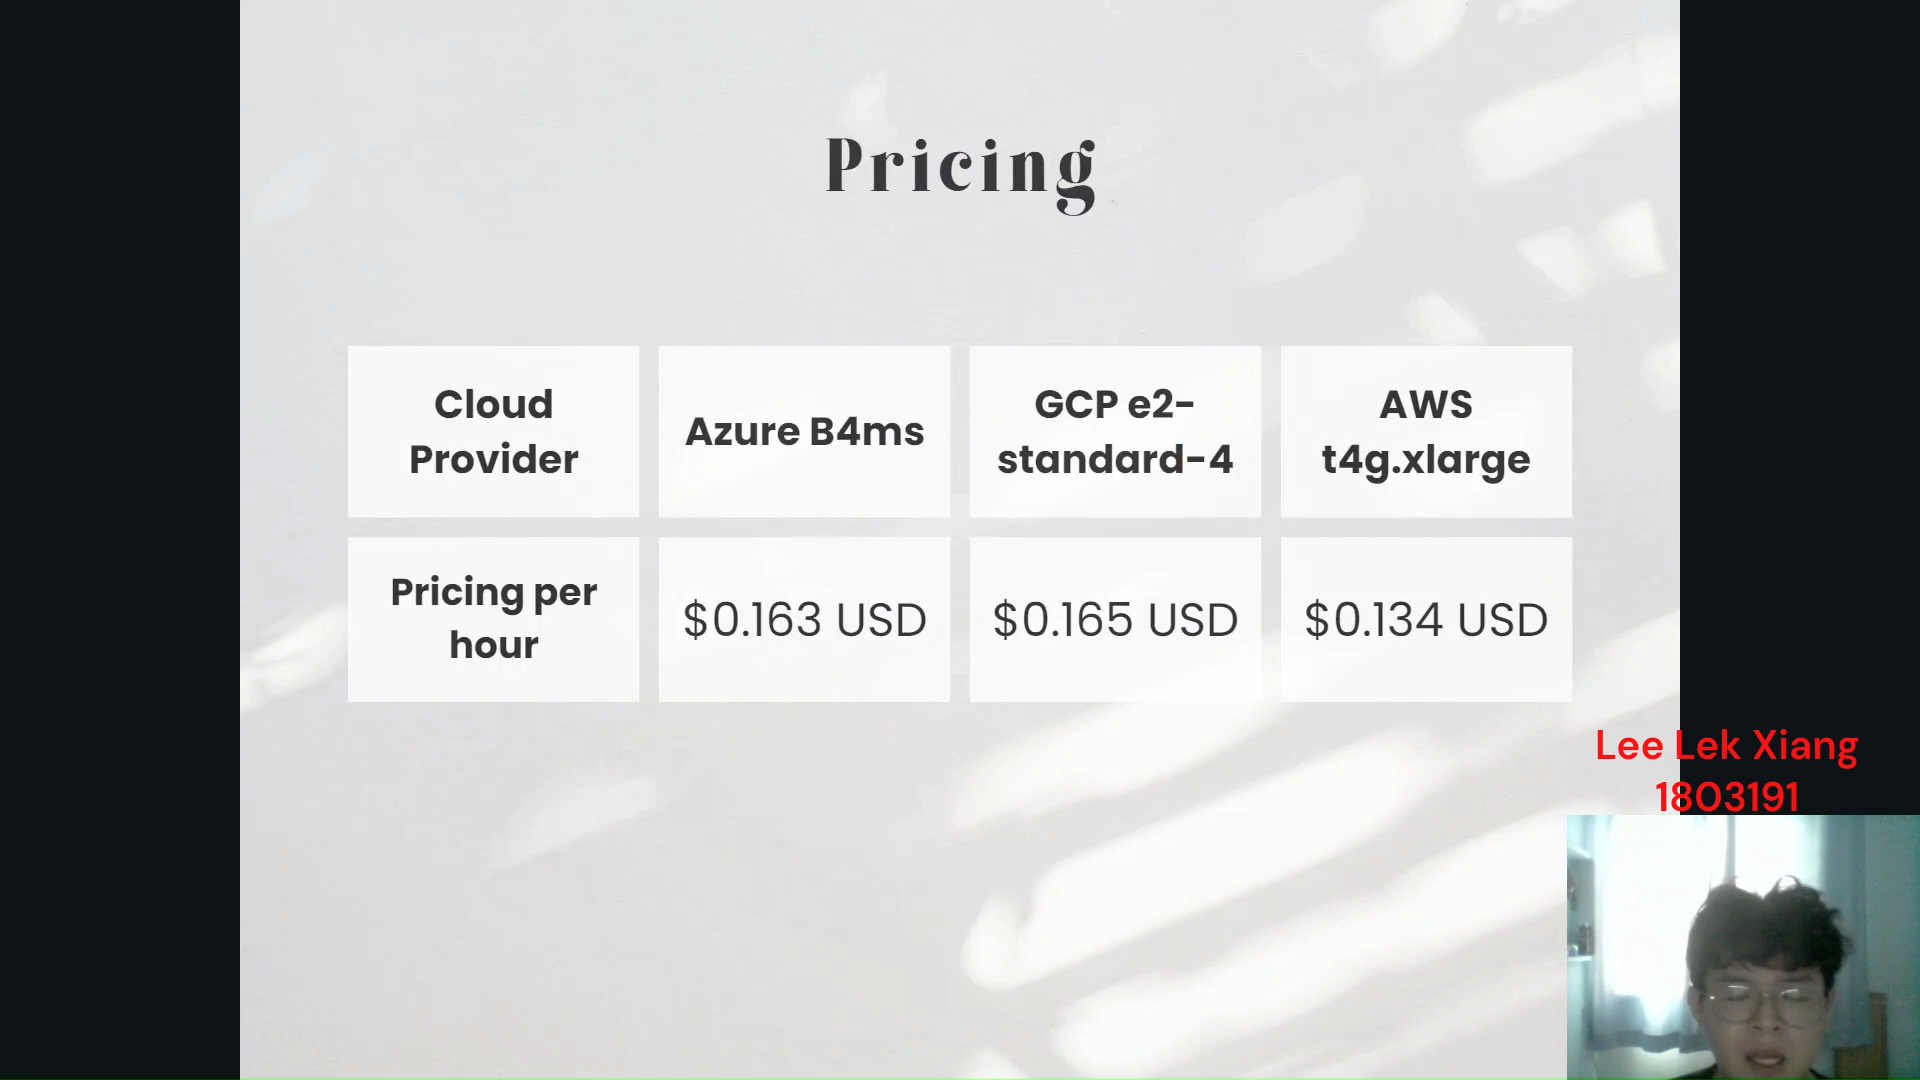 Pricing
Cloud
Provider
Azure B4ms
GCP e2-
standard-4
AWS
t4g.xlarge
Pricing per
hour
$0.163 USD
$0.165 USD
$0.134 USD
Lee Lek Xiang
1803191